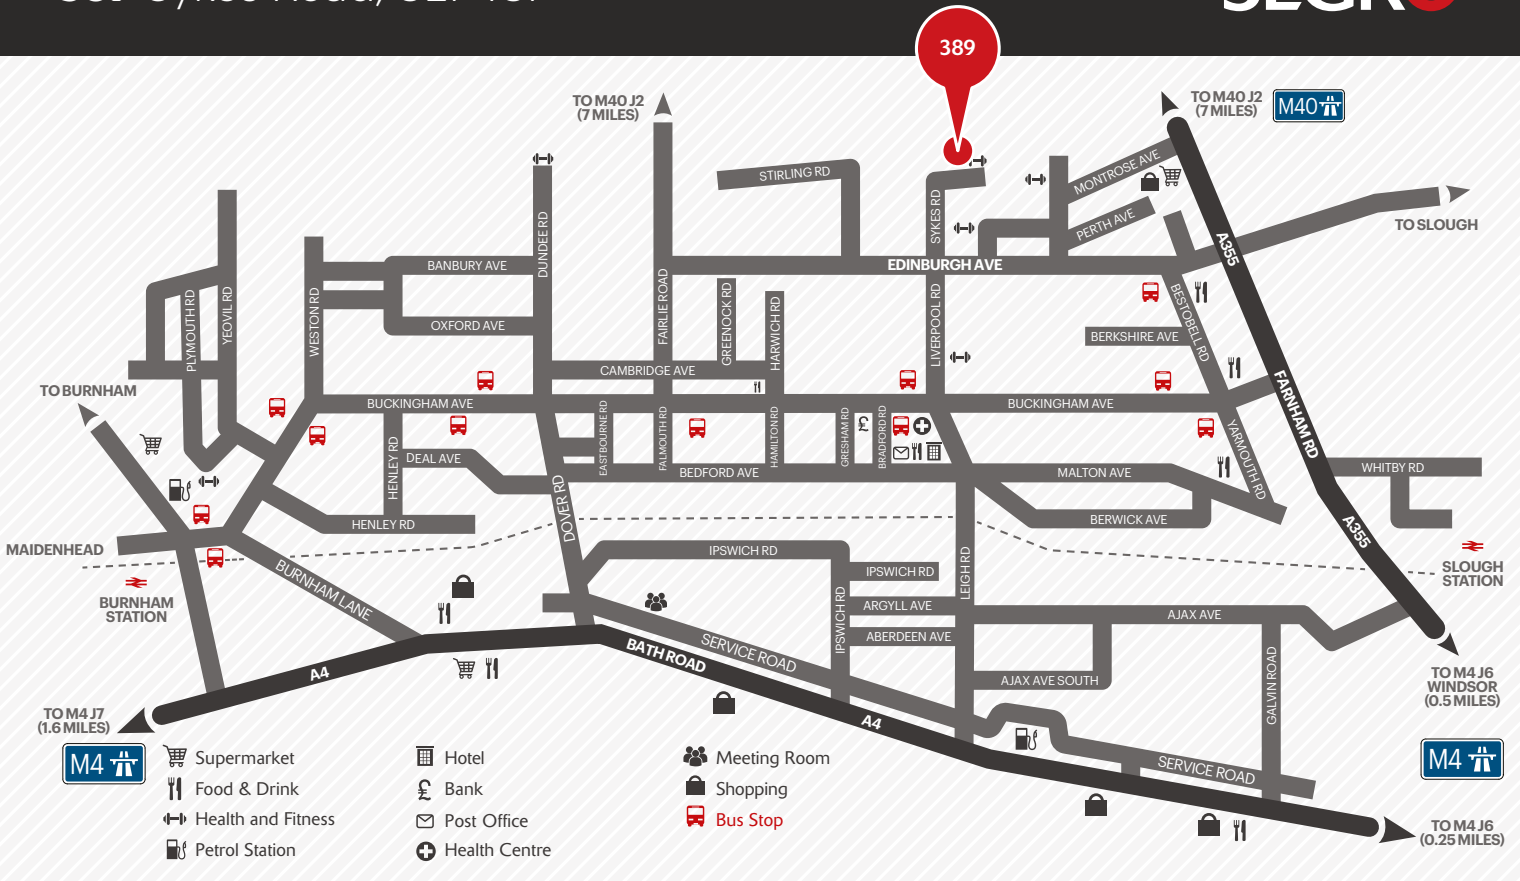 389
TO M40 J2
(7 MILES)
TO M40 J2
(7 MILES)
M40
STIRLING RD
MONTROSE AVE
PERTH AVE
SYKES RD
DUNDEE RD
TO SLOUGH
A355
BANBURY AVE
EDINBURGH AVE
FAIRLIE ROAD
GREENOCK RD
HARWICH RD
LIVERPOOL RD
BESTOBELL RD
PLYMOUTH RD
YEOVIL RD
WESTON RD
OXFORD AVE
BERKSHIRE AVE
CAMBRIDGE AVE
TO BURNHAM
BUCKINGHAM AVE
BUCKINGHAM AVE
FARNHAM RD
EASTBOURNE RD
FALMOUTH RD
HAMILTON RD
GRESHAM RD
BRADFORD RD
YARMOUTH RD
HENLEY RD
DEAL AVE
BEDFORD AVE
MALTON AVE
WHITBY RD
DOVER RD
HENLEY RD
BERWICK AVE
A355
MAIDENHEAD
BURNHAM
STATION
BURNHAM LANE
IPSWICH RD
IPSWICH RD
IPSWICH RD
LEIGH RD
SLOUGH
STATION
ARGYLL AVE
AJAX AVE
ABERDEEN AVE
SERVICE ROAD
BATH ROAD
A4
AJAX AVE SOUTH
GALVIN ROAD
TO M4 J6
WINDSOR
(0.5 MILES)
TO M4 J7
(1.6 MILES)
A4
M4
M4
SERVICE ROAD
TO M4 J6
(0.25 MILES)
Supermarket
Food & Drink
Health and Fitness
Petrol Station
Hotel
Bank
Post Office
Health Centre
Meeting Room
Shopping
Bus Stop